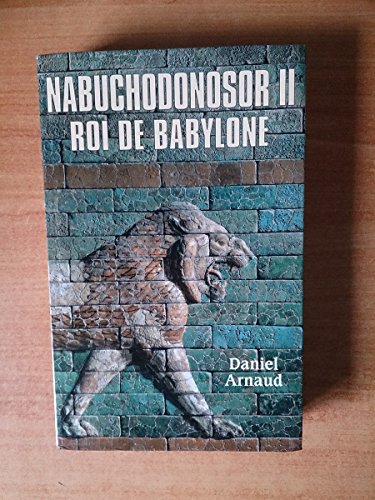 NABUCHODONOSOR II
ROI DE BABYLONE
Daniel
Arnaud